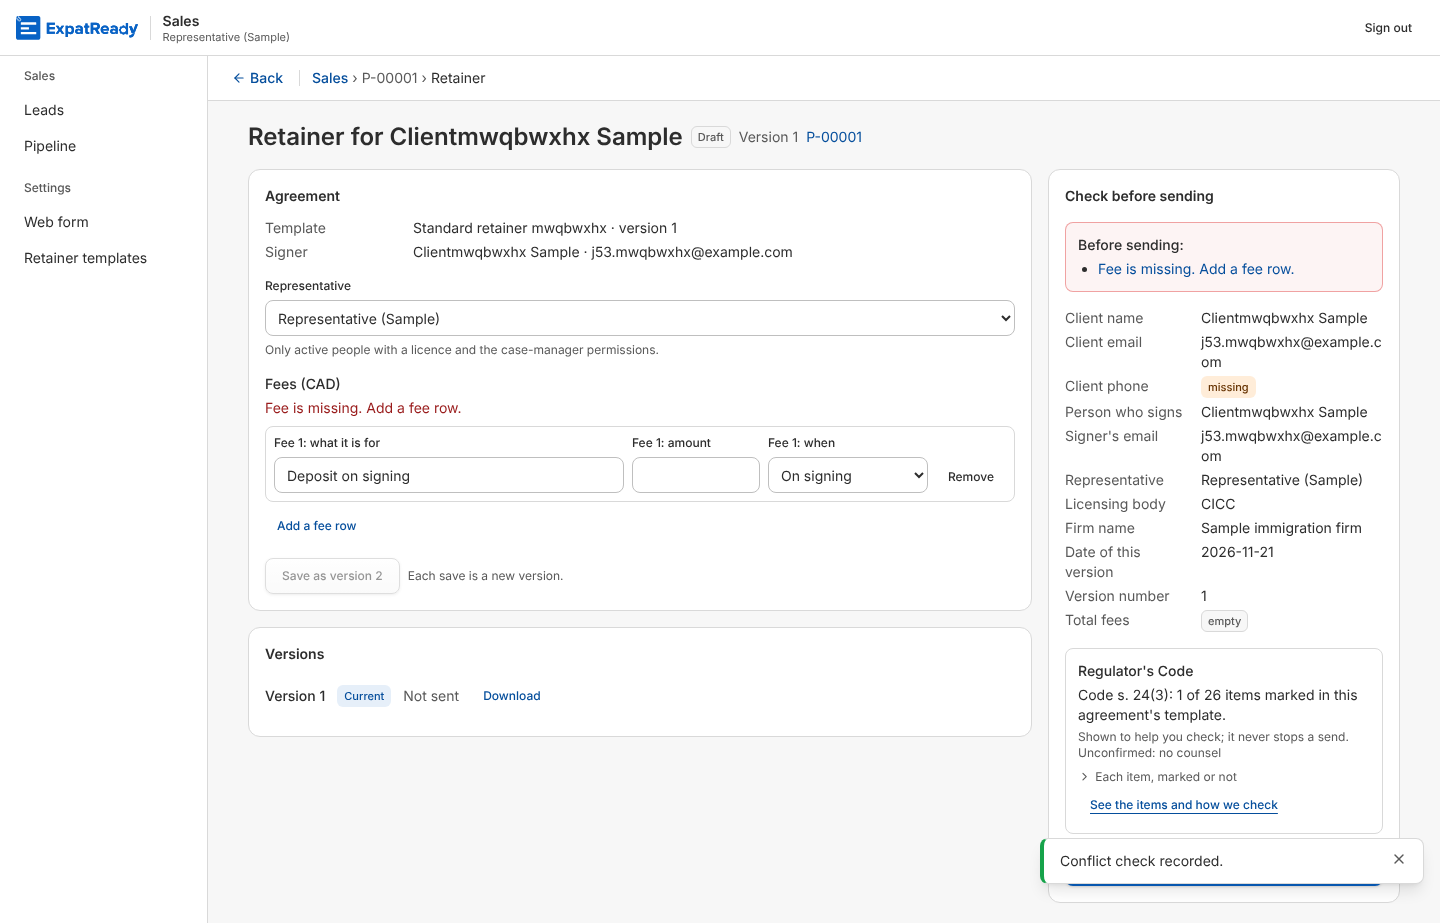 ExpatReady
Sales
Representative (Sample)
Sign out
Sales
Leads
Pipeline
Settings
Web form
Retainer templates
← Back
Sales › P-00001 › Retainer
Retainer for Clientmwqbwxhx Sample Draft Version 1 P-00001
Agreement
Template Standard retainer mwqbwxhx · version 1
Signer Clientmwqbwxhx Sample · j53.mwqbwxhx@example.com
Representative
Representative (Sample)
Only active people with a licence and the case-manager permissions.
Fees (CAD)
Fee is missing. Add a fee row.
Fee 1: what it is for Fee 1: amount Fee 1: when
Deposit on signing On signing Remove
Add a fee row
Save as version 2 Each save is a new version.
Versions
Version 1 Current Not sent Download
Check before sending
Before sending:
• Fee is missing. Add a fee row.
Client name Clientmwqbwxhx Sample
Client email j53.mwqbwxhx@example.c
om
Client phone missing
Person who signs Clientmwqbwxhx Sample
Signer's email j53.mwqbwxhx@example.c
om
Representative Representative (Sample)
Licensing body CICC
Firm name Sample immigration firm
Date of this 2026-11-21
version
Version number 1
Total fees empty
Regulator's Code
Code s. 24(3): 1 of 26 items marked in this
agreement's template.
Shown to help you check; it never stops a send.
Unconfirmed: no counsel
Each item, marked or not
See the items and how we check
Conflict check recorded.